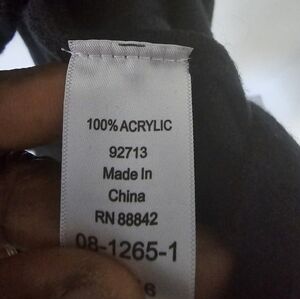 100% ACRYLIC
92713
Made In
China
RN 88842
08-1265-1